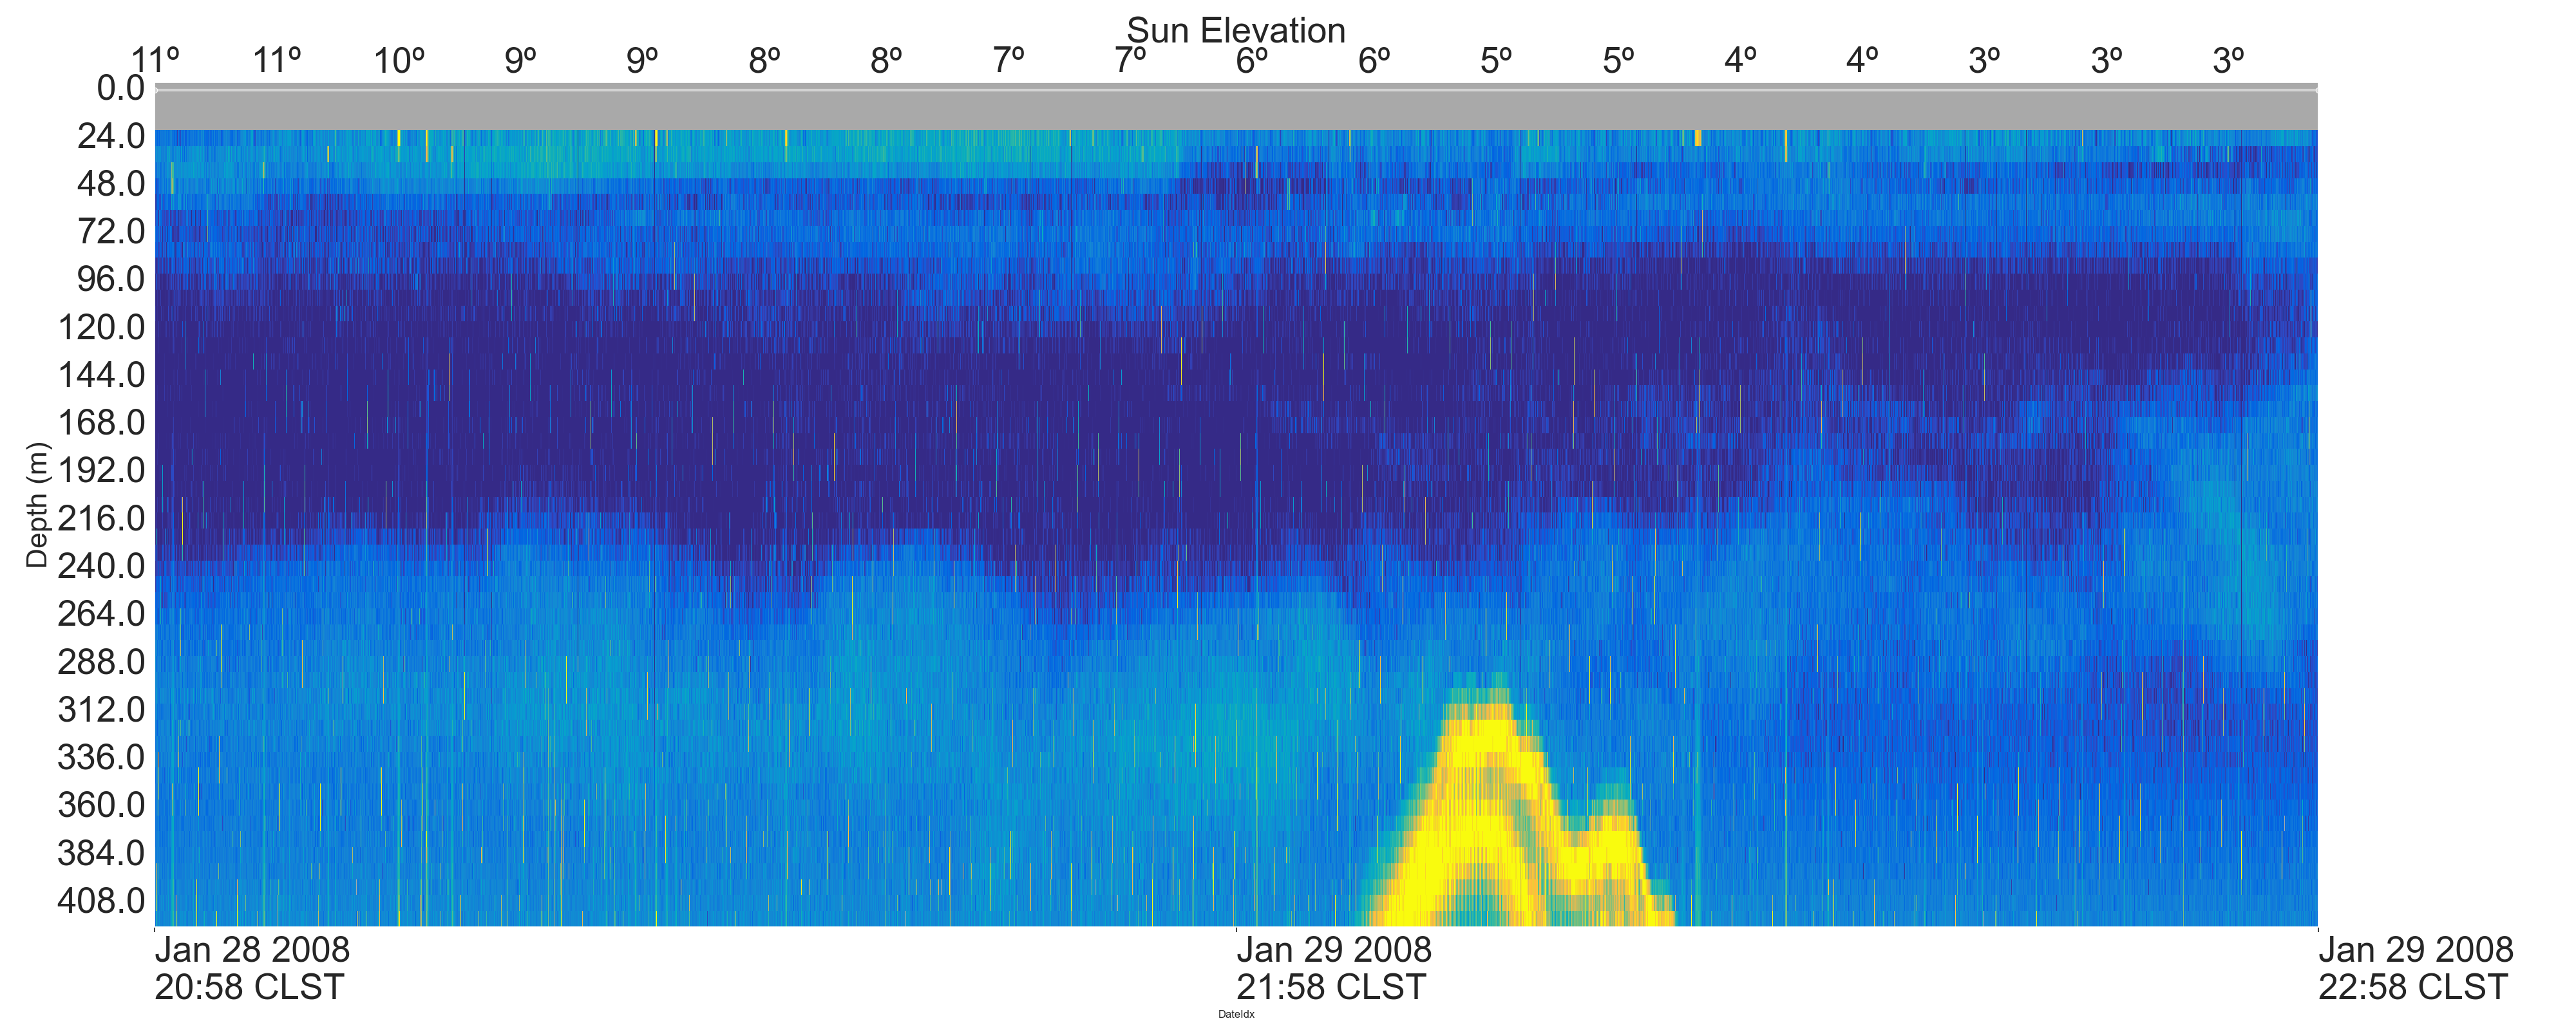 Sun Elevation
11º 11º 10º 9º 9º 8º 8º 7º 7º 6º 6º 5º 5º 4º 4º 3º 3º 3º
0.0
24.0
48.0
72.0
96.0
120.0
144.0
168.0
192.0
216.0
240.0
264.0
288.0
312.0
336.0
360.0
384.0
408.0
Depth (m)
Jan 28 2008
20:58 CLST
Jan 29 2008
21:58 CLST
Jan 29 2008
22:58 CLST
DateIdx